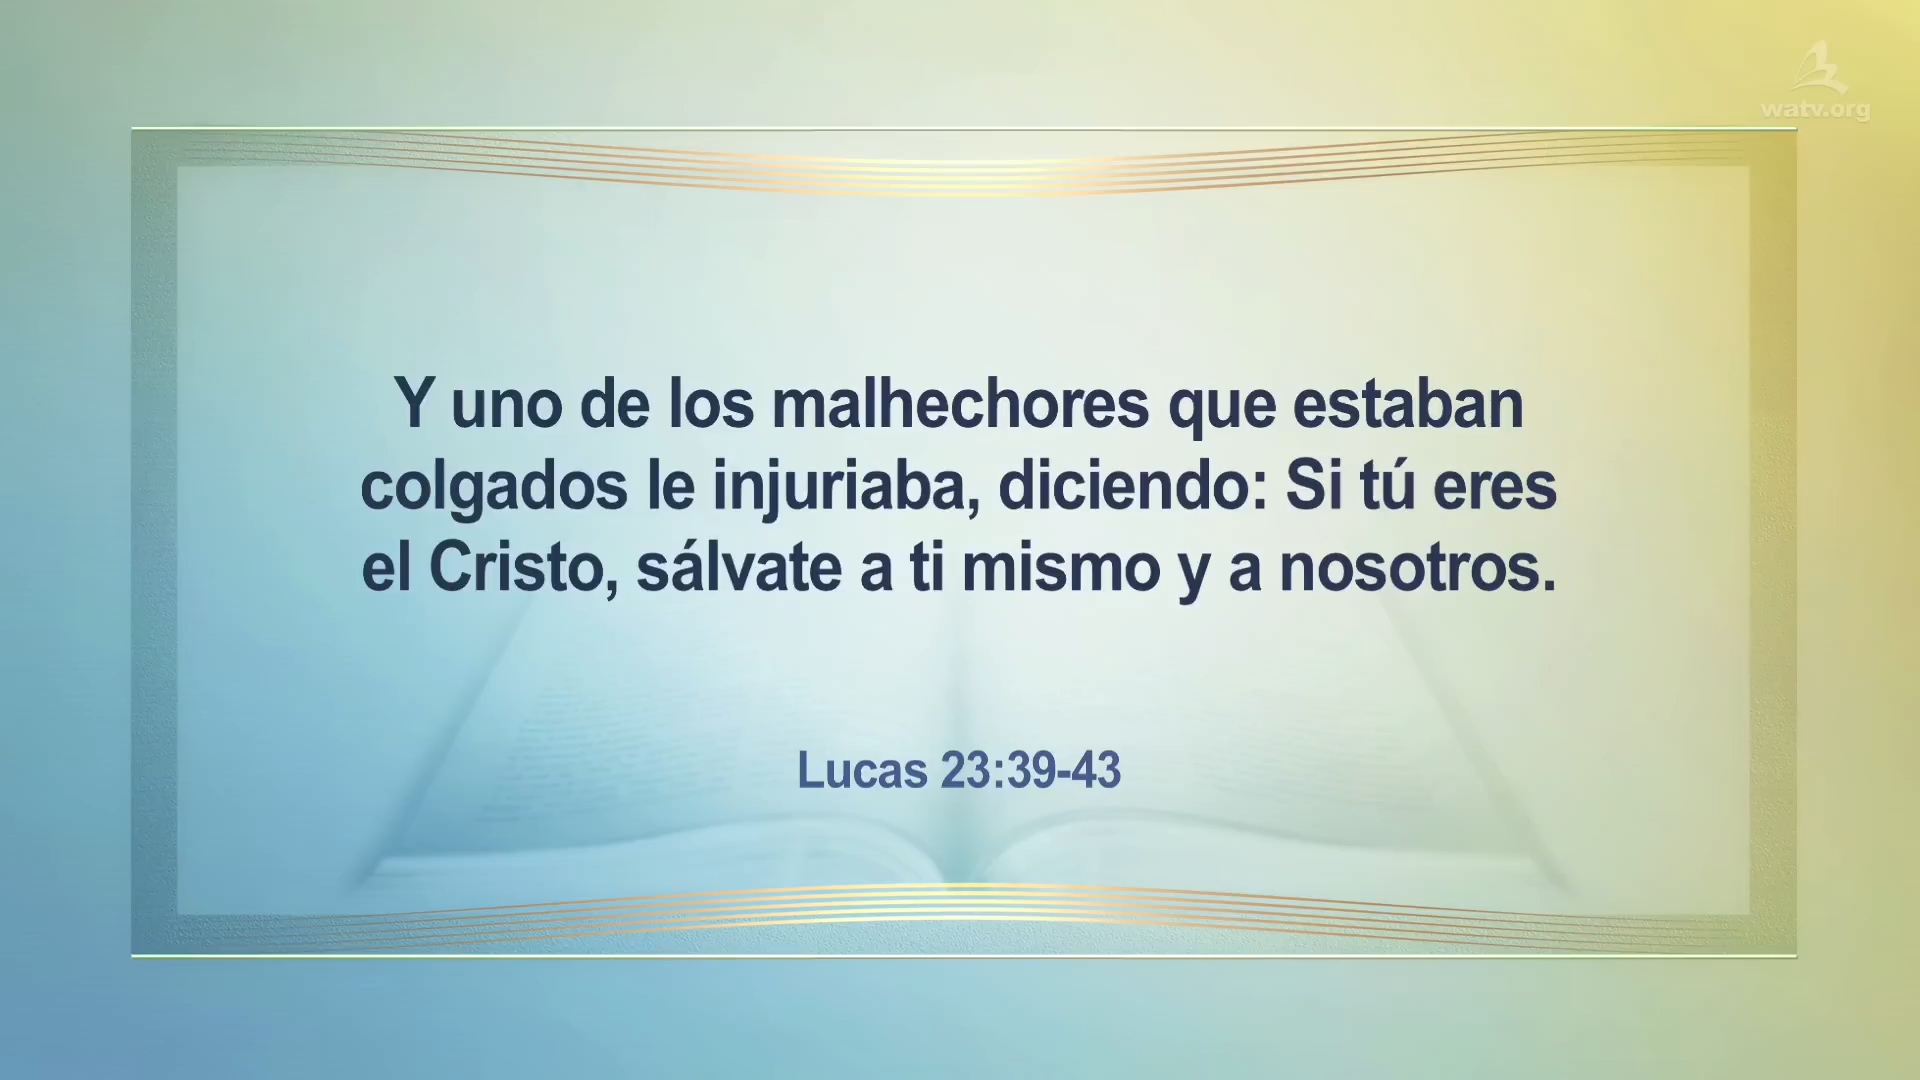 watv.org
Y uno de los malhechores que estaban
colgados le injuriaba, diciendo: Si tú eres
el Cristo, sálvate a ti mismo y a nosotros.
Lucas 23:39-43